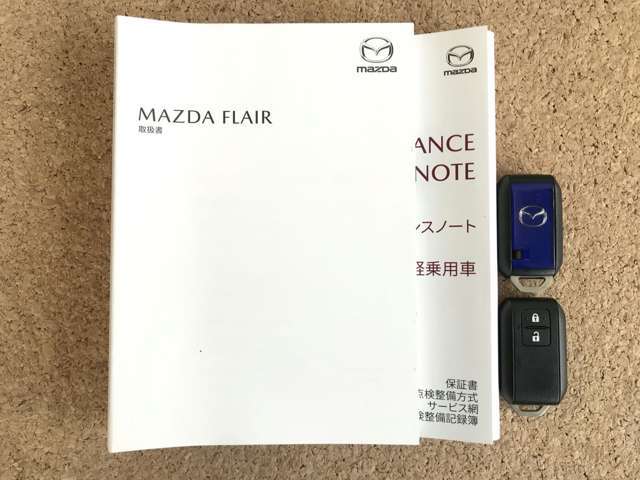 mazda
MAZDA FLAIR
取扱書
mazda
ANCE
NOTE
ンスノート
軽乗用車
保証書
点検整備方式
サービス網
検整備記録簿